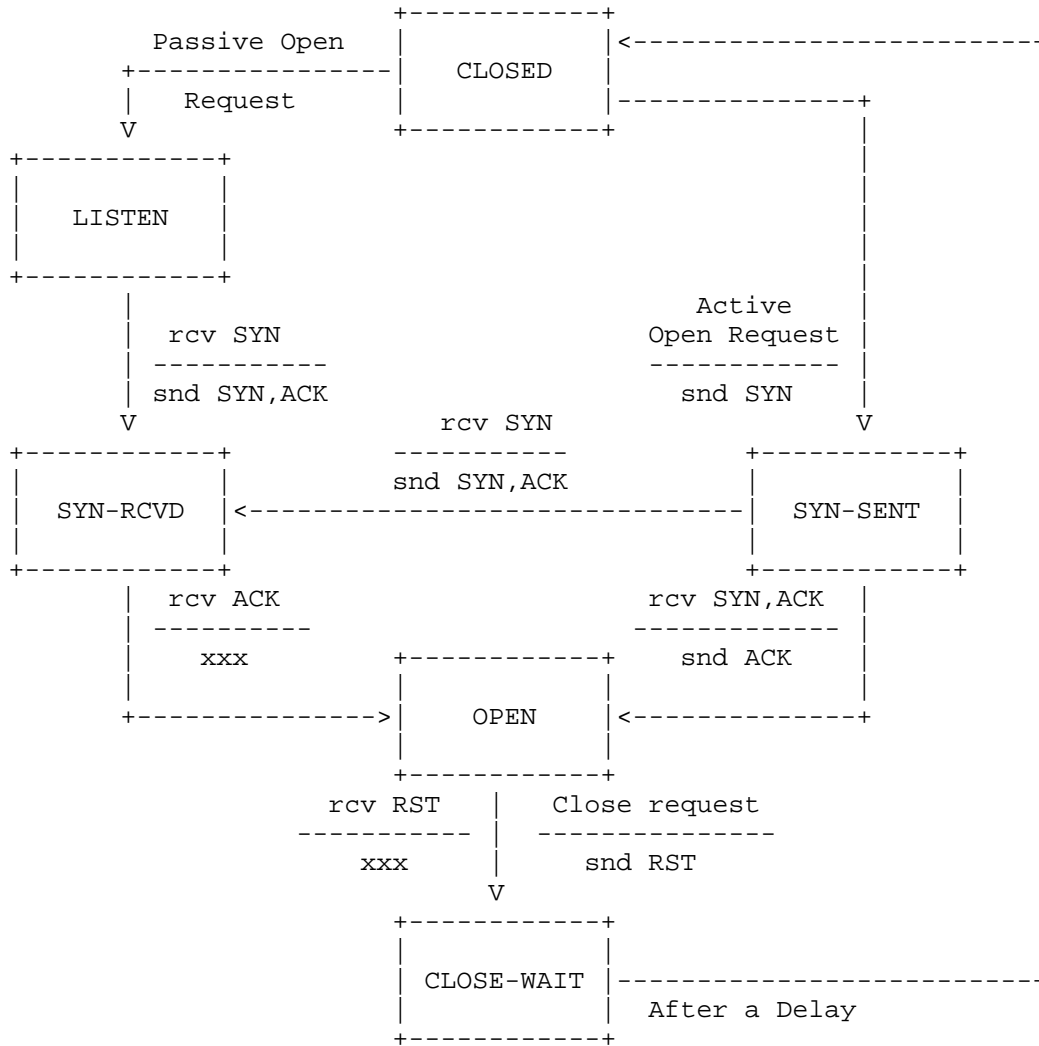 Passive Open
CLOSED
Request
LISTEN
Active
rcv SYN
Open Request
snd SYN,ACK
snd SYN
rcv SYN
snd SYN,ACK
SYN-RCVD
SYN-SENT
rcv ACK
rcv SYN,ACK
xxx
snd ACK
OPEN
rcv RST
Close request
xxx
snd RST
CLOSE-WAIT
After a Delay